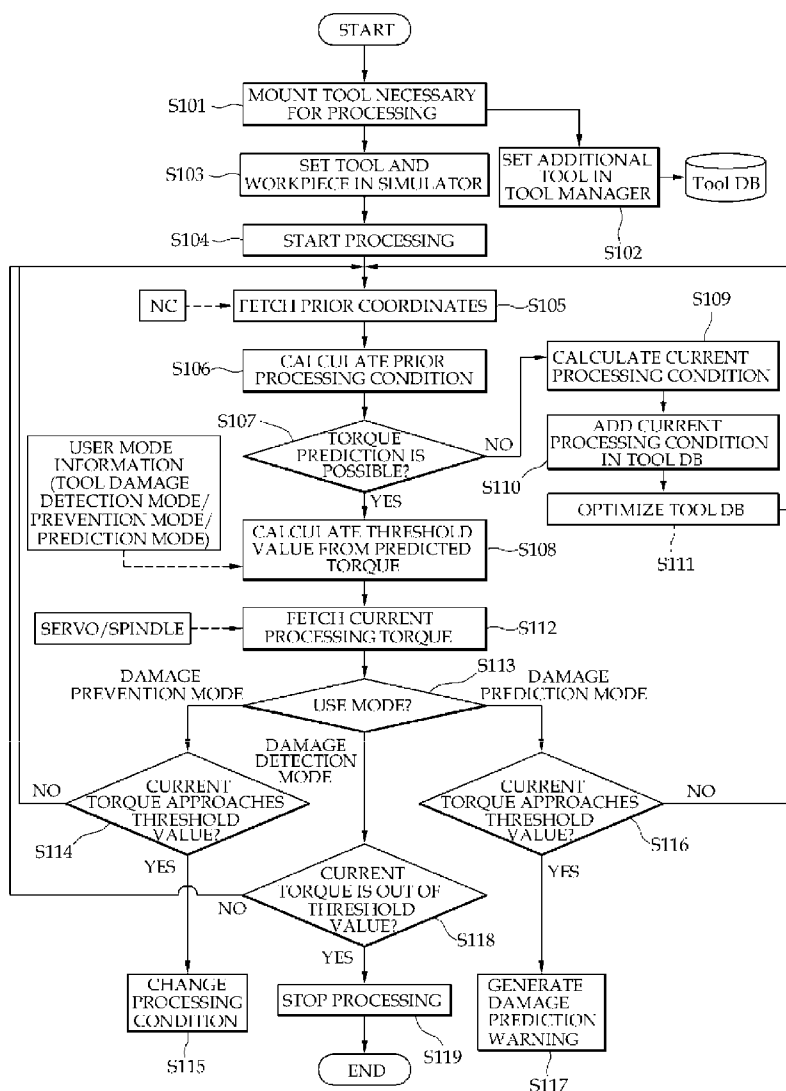 START
S101
MOUNT TOOL NECESSARY
FOR PROCESSING
S103
SET TOOL AND
WORKPIECE IN SIMULATOR
SET ADDITIONAL
TOOL IN
TOOL MANAGER
Tool DB
S102
S104
START PROCESSING
NC
FETCH PRIOR COORDINATES
S105
S109
S106
CALCULATE PRIOR
PROCESSING CONDITION
CALCULATE CURRENT
PROCESSING CONDITION
S107
TORQUE
PREDICTION IS
POSSIBLE?
NO
YES
ADD CURRENT
PROCESSING CONDITION
IN TOOL DB
S110
USER MODE
INFORMATION
(TOOL DAMAGE
DETECTION MODE/
PREVENTION MODE/
PREDICTION MODE)
OPTIMIZE TOOL DB
S111
CALCULATE THRESHOLD
VALUE FROM PREDICTED
TORQUE
S108
SERVO/SPINDLE
FETCH CURRENT
PROCESSING TORQUE
S112
S113
DAMAGE
PREVENTION MODE
USE MODE?
DAMAGE
PREDICTION MODE
DAMAGE
DETECTION
MODE
NO
CURRENT
TORQUE APPROACHES
THRESHOLD
VALUE?
S114
YES
CURRENT
TORQUE APPROACHES
THRESHOLD
VALUE?
NO
S116
YES
CURRENT
TORQUE IS OUT OF
THRESHOLD
VALUE?
NO
S118
YES
CHANGE
PROCESSING
CONDITION
S115
STOP PROCESSING
S119
GENERATE
DAMAGE
PREDICTION
WARNING
S117
END